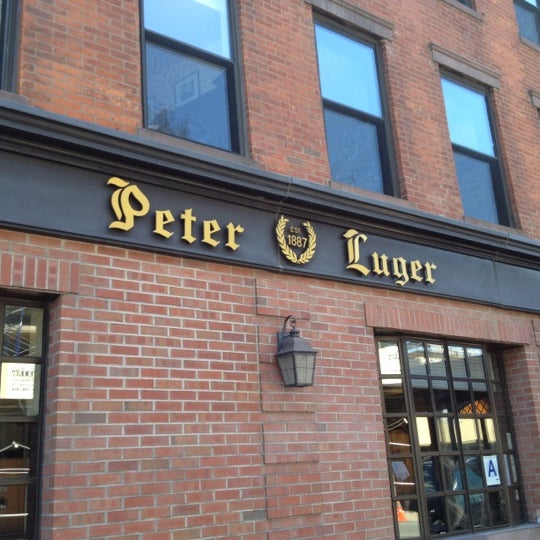 Peter Luger
EST.
1887
A